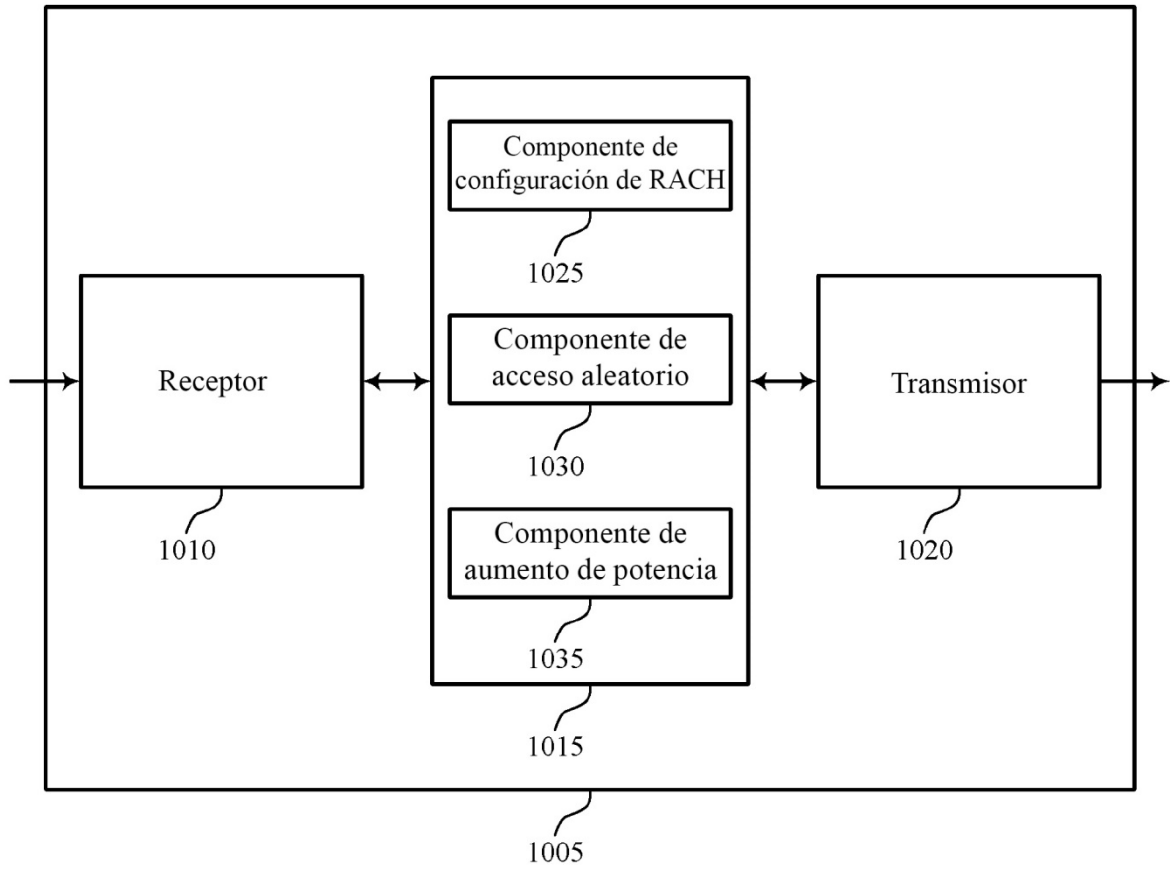 Componente de
configuración de RACH
1025
Receptor
1010
Componente de
acceso aleatorio
1030
Transmisor
1020
Componente de
aumento de potencia
1035
1015
1005